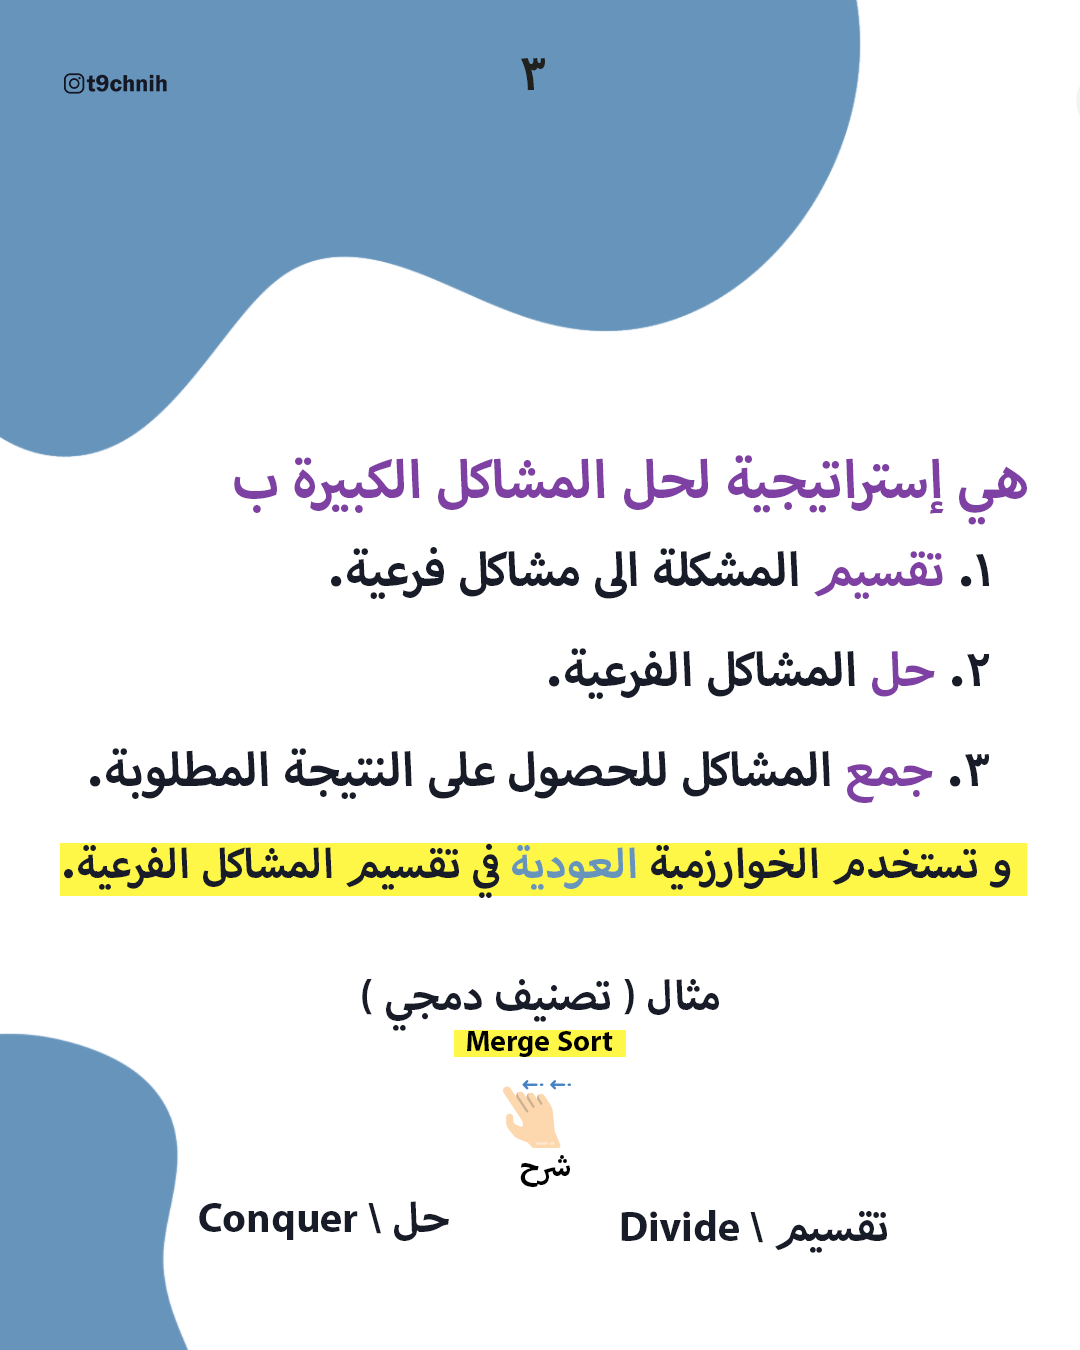 t9chnih
٣
هي إستراتيجية لحل المشاكل الكبيرة ب
١. تقسيم المشكلة الى مشاكل فرعية.
٢. حل المشاكل الفرعية.
٣. جمع المشاكل للحصول على النتيجة المطلوبة.
و تستخدم الخوارزمية العودية في تقسيم المشاكل الفرعية.
مثال ( تصنيف دمجي )
Merge Sort
شرح
تقسيم \ Divide
حل \ Conquer